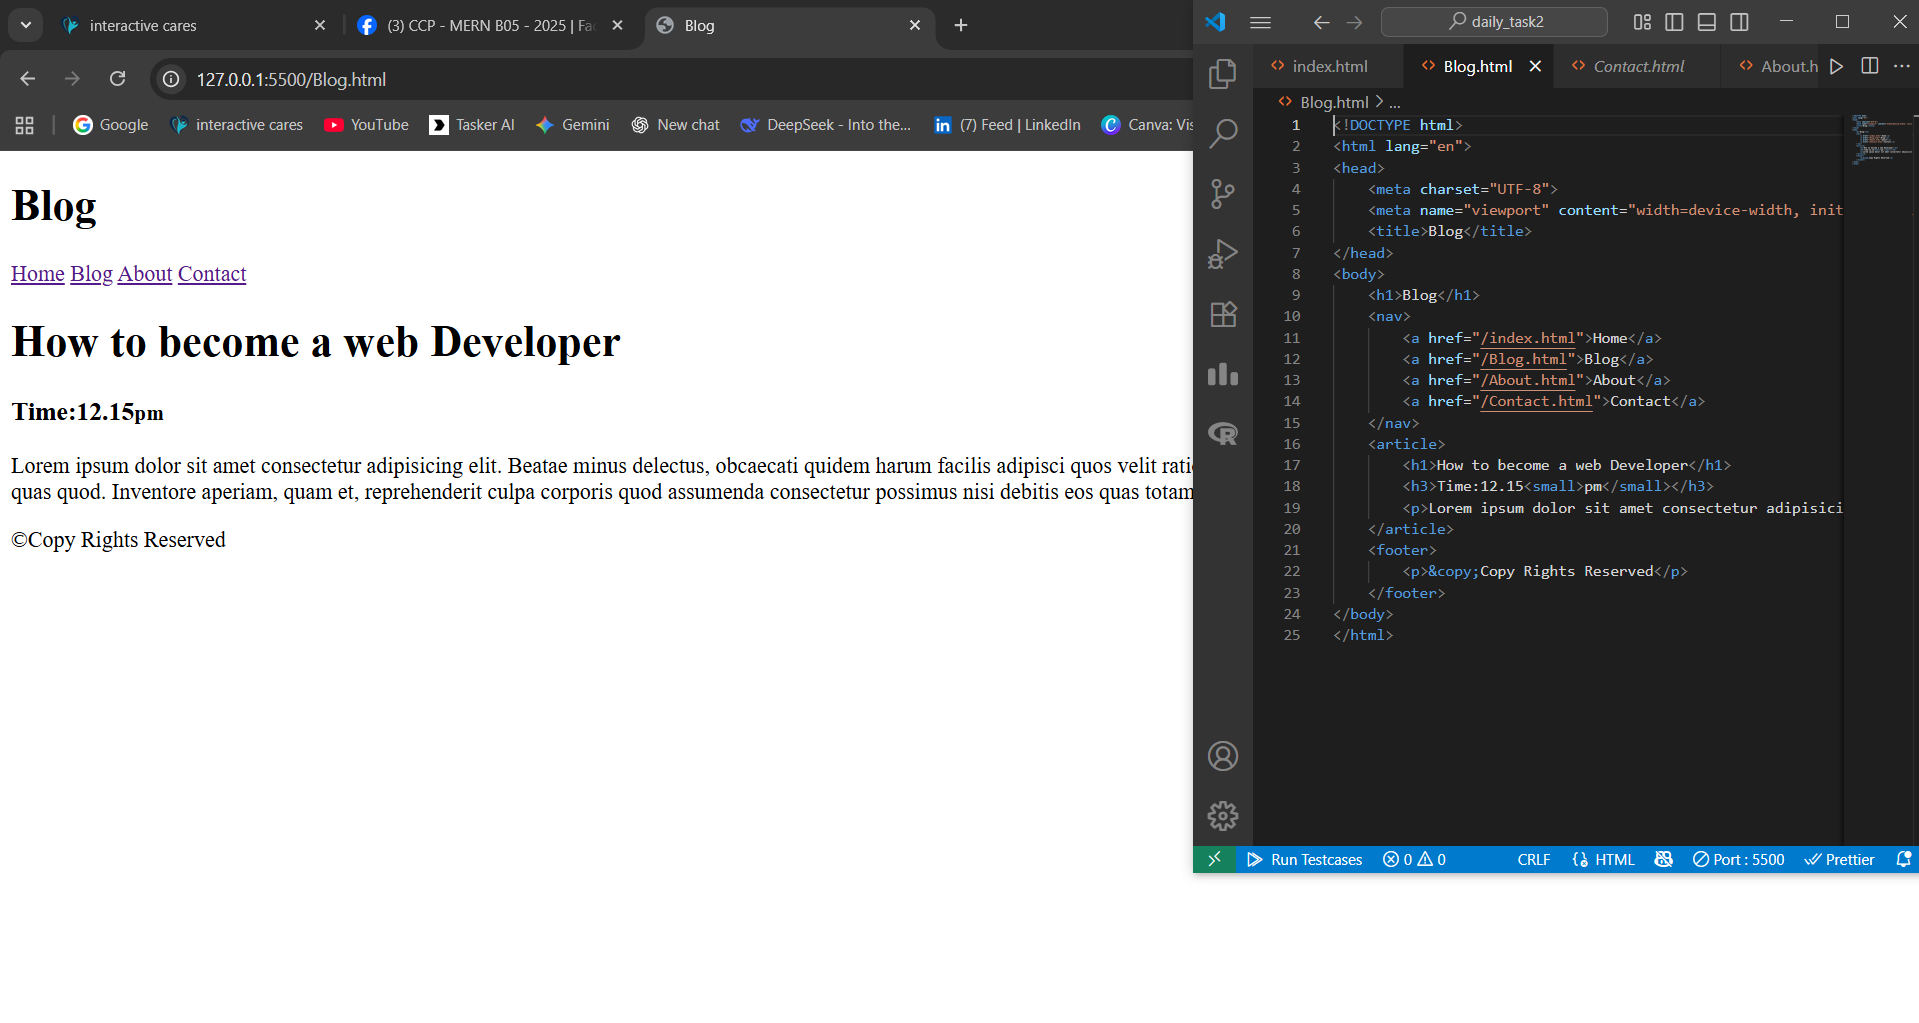 interactive cares
(3) CCP - MERN B05 - 2025 | Fac
Blog
127.0.0.1:5500/Blog.html
Google
interactive cares
YouTube
Tasker AI
Gemini
New chat
DeepSeek - Into the...
(7) Feed | LinkedIn
Canva: Vis
Blog
Home Blog About Contact
How to become a web Developer
Time:12.15pm
Lorem ipsum dolor sit amet consectetur adipisicing elit. Beatae minus delectus, obcaecati quidem harum facilis adipisci quos velit
quas quod. Inventore aperiam, quam et, reprehenderit culpa corporis quod assumenda consectetur possimus nisi debitis eos quas totam
©Copy Rights Reserved
daily_task2
index.html
Blog.html
Contact.html
About.h
Blog.html > ...
1 <!DOCTYPE html>
2 <html lang="en">
3 <head>
4 <meta charset="UTF-8">
5 <meta name="viewport" content="width=device-width, init
6 <title>Blog</title>
7 </head>
8 <body>
9 <h1>Blog</h1>
10 <nav>
11 <a href="/index.html">Home</a>
12 <a href="/Blog.html">Blog</a>
13 <a href="/About.html">About</a>
14 <a href="/Contact.html">Contact</a>
15 </nav>
16 <article>
17 <h1>How to become a web Developer</h1>
18 <h3>Time:12.15<small>pm</small></h3>
19 <p>Lorem ipsum dolor sit amet consectetur adipisici
20 </article>
21 <footer>
22 <p>&copy;Copy Rights Reserved</p>
23 </footer>
24 </body>
25 </html>
Run Testcases
0
0
CRLF
HTML
Port : 5500
Prettier